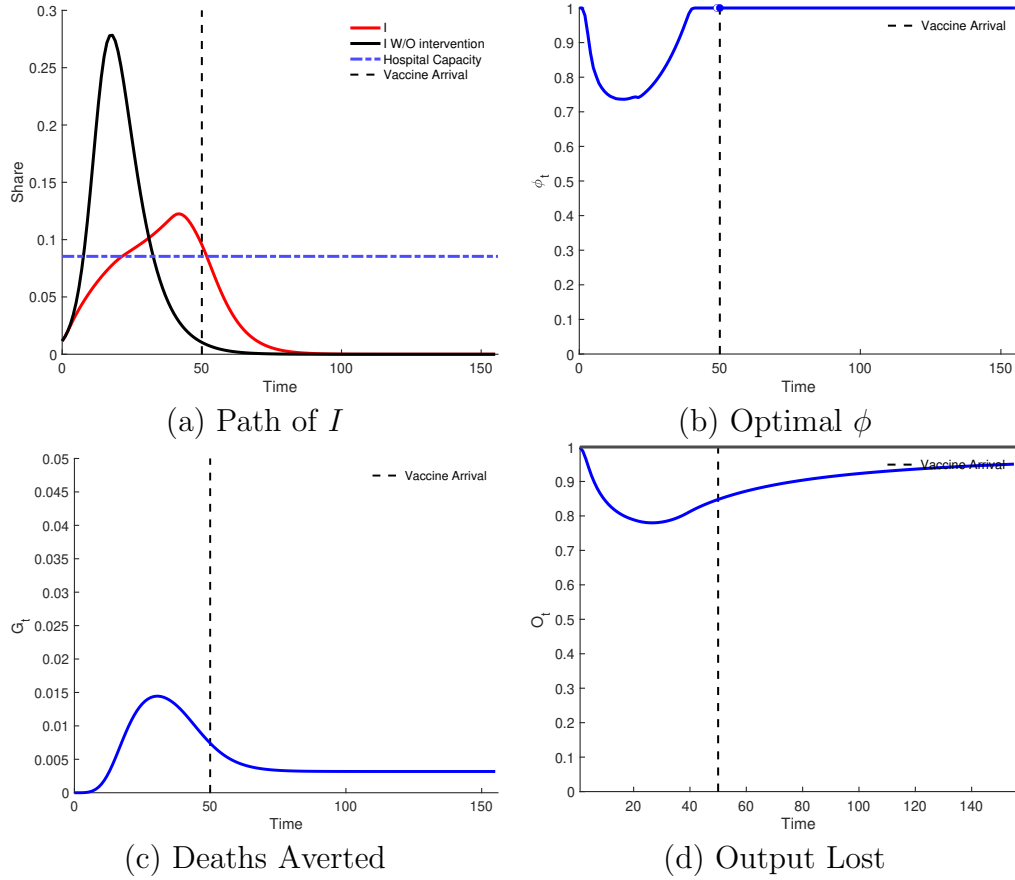 0.3
0.25
0.2
0.15
0.1
0.05
0
Share
0 50 100 150
Time
I
I W/O intervention
Hospital Capacity
Vaccine Arrival
(a) Path of I
1
0.9
0.8
0.7
0.6
0.5
0.4
0.3
0.2
0.1
1
ϕt
0 50 100 150
Time
Vaccine Arrival
(b) Optimal ϕ
0.05
0.045
0.04
0.035
0.03
0.025
0.02
0.015
0.01
0.005
0
Gt
0 50 100 150
Time
Vaccine Arrival
(c) Deaths Averted
1
0.9
0.8
0.7
0.6
0.5
0.4
0.3
0.2
0.1
0
Ot
20 40 60 80 100 120 140
Time
Vaccine Arrival
(d) Output Lost